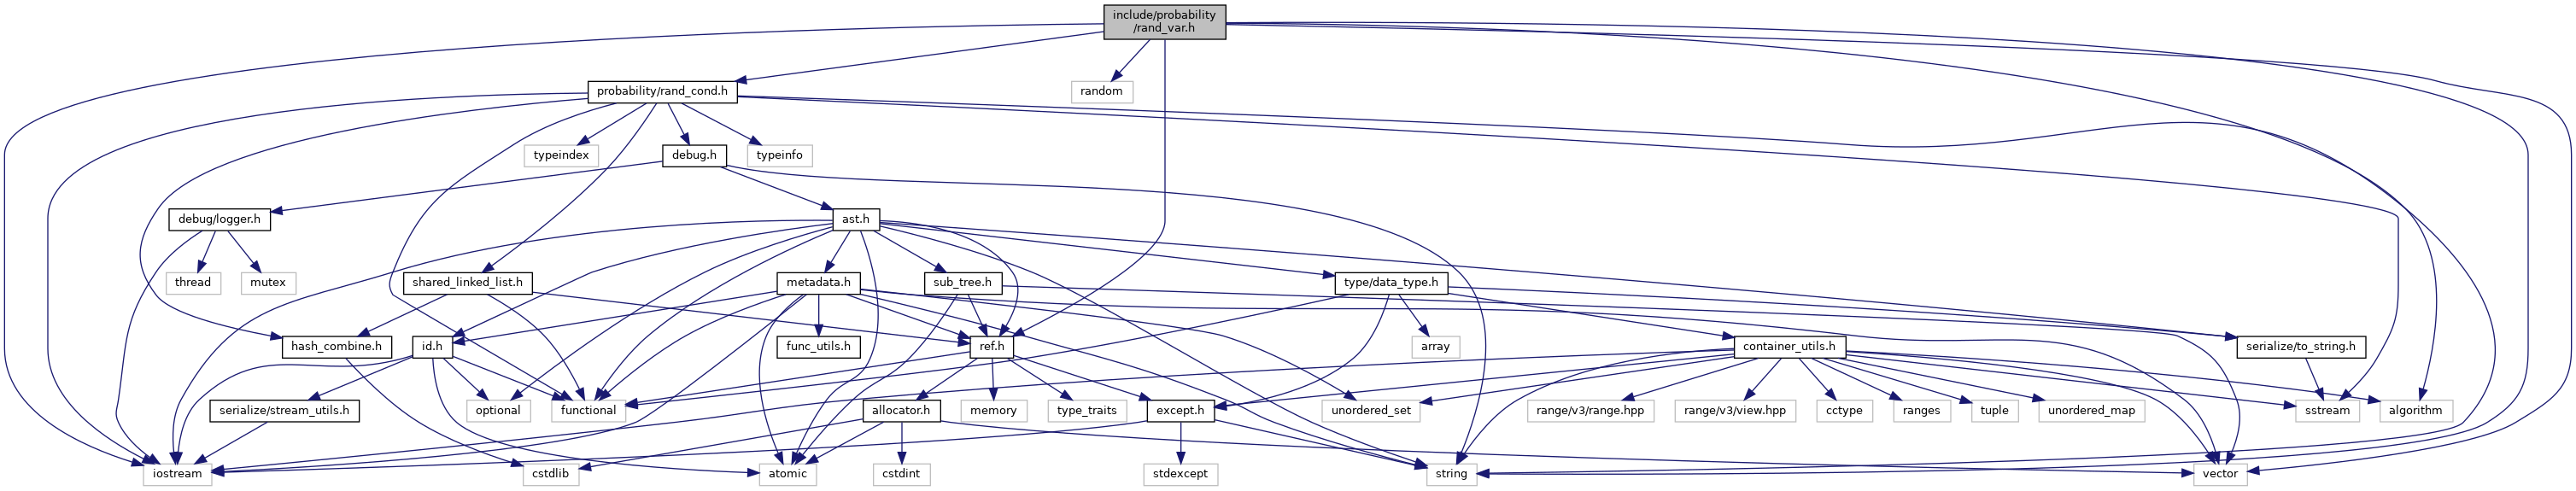 include/probability
/rand_var.h
probability/rand_cond.h
random
typeindex
debug.h
typeinfo
debug/logger.h
ast.h
thread
mutex
shared_linked_list.h
metadata.h
sub_tree.h
type/data_type.h
hash_combine.h
id.h
func_utils.h
ref.h
array
container_utils.h
serialize/to_string.h
serialize/stream_utils.h
optional
functional
allocator.h
memory
type_traits
except.h
unordered_set
range/v3/range.hpp
range/v3/view.hpp
cctype
ranges
tuple
unordered_map
sstream
algorithm
iostream
cstdlib
atomic
cstdint
stdexcept
string
vector